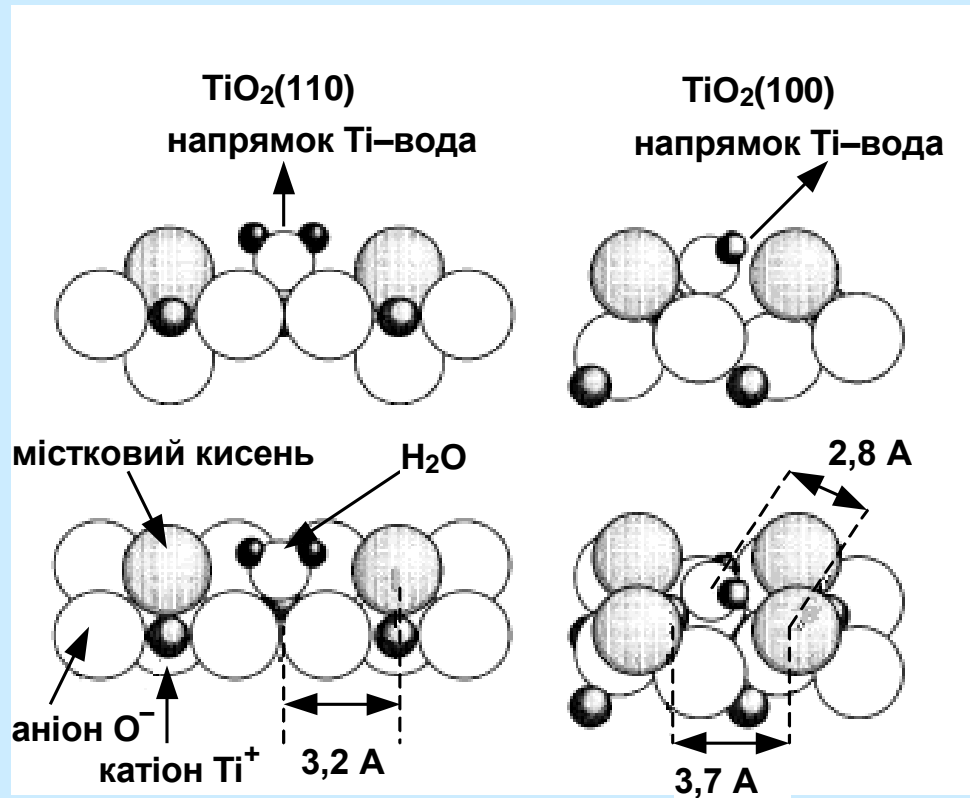 TiO₂(110)
напрямок Ti–вода
TiO₂(100)
напрямок Ti–вода
містковий кисень
H₂O
2,8 А
аніон O⁻
катіон Ti⁺
3,2 А
3,7 А